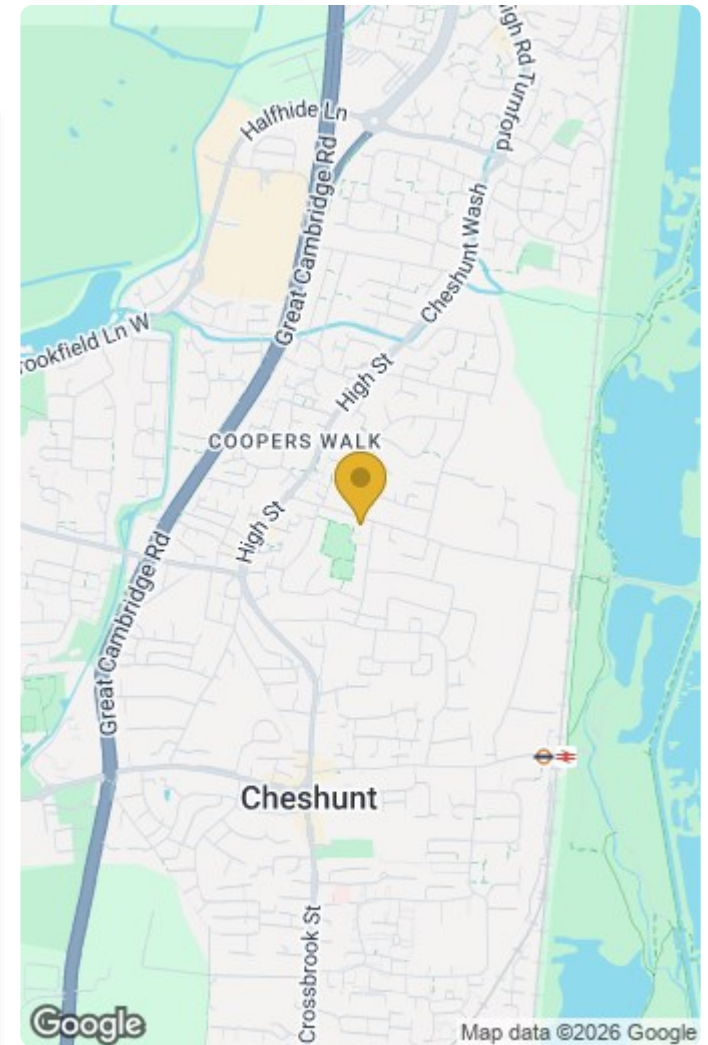 igh Rd Turnford
Halfhide Ln
Great Cambridge Rd
Cheshunt Wash
rookfield Ln W
High St
COOPERS WALK
High St
Great Cambridge Rd
Cheshunt
Crossbrook St
Google
Map data ©2026 Google